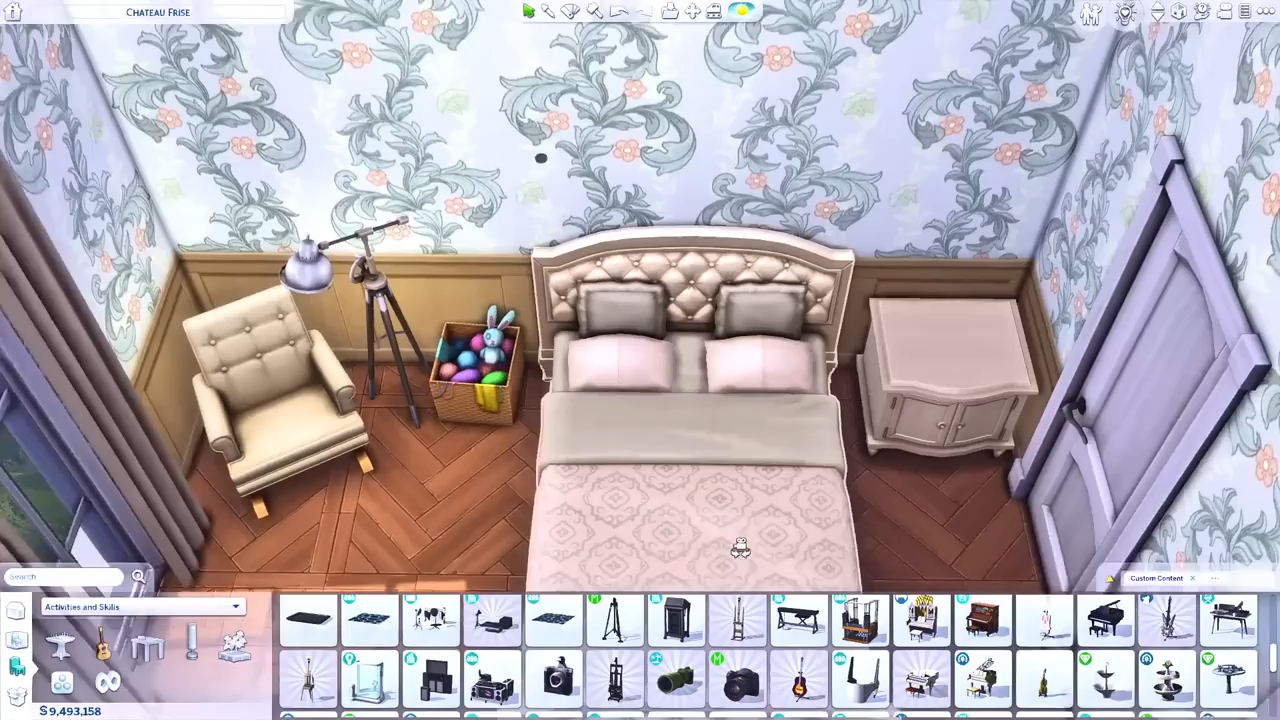 CHATEAU FRISE
Search
Custom Content
Activities and Skills
$9,493,158